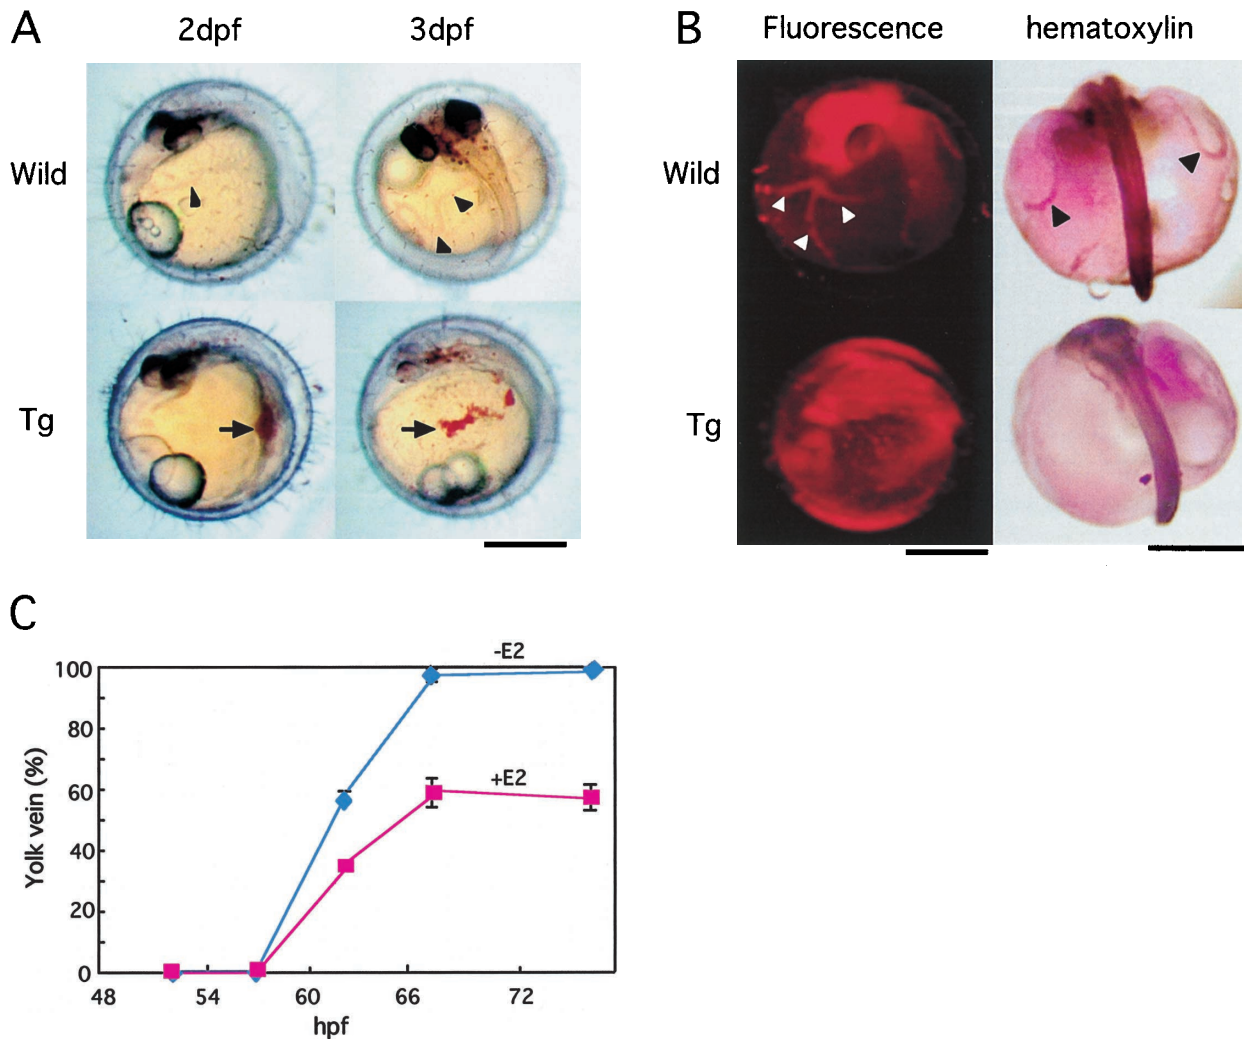 A
2dpf
3dpf
Wild
Tg
B
Fluorescence
hematoxylin
Wild
Tg
C
-E2
+E2
Yolk vein (%)
100
80
60
40
20
0
48
54
60
66
72
hpf